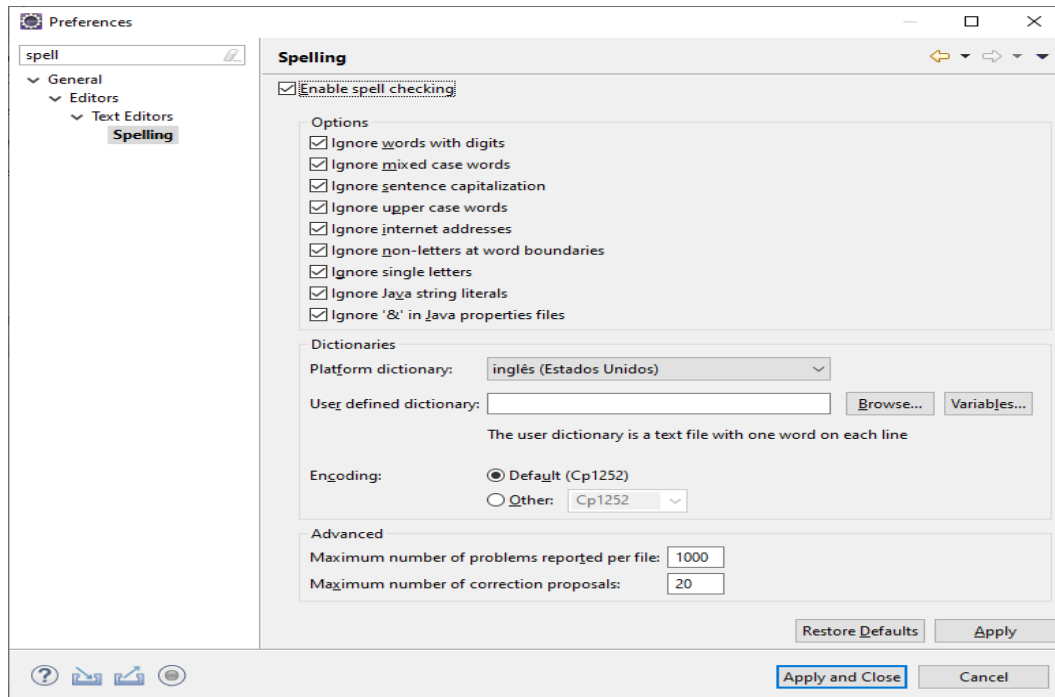 Preferences
spell
General
Editors
Text Editors
Spelling
Spelling
Enable spell checking
Options
Ignore words with digits
Ignore mixed case words
Ignore sentence capitalization
Ignore upper case words
Ignore internet addresses
Ignore non-letters at word boundaries
Ignore single letters
Ignore Java string literals
Ignore '&' in Java properties files
Dictionaries
Platform dictionary: inglês (Estados Unidos)
User defined dictionary: Browse... Variables...
The user dictionary is a text file with one word on each line
Encoding: Default (Cp1252)
Other: Cp1252
Advanced
Maximum number of problems reported per file: 1000
Maximum number of correction proposals: 20
Restore Defaults Apply
? Apply and Close Cancel